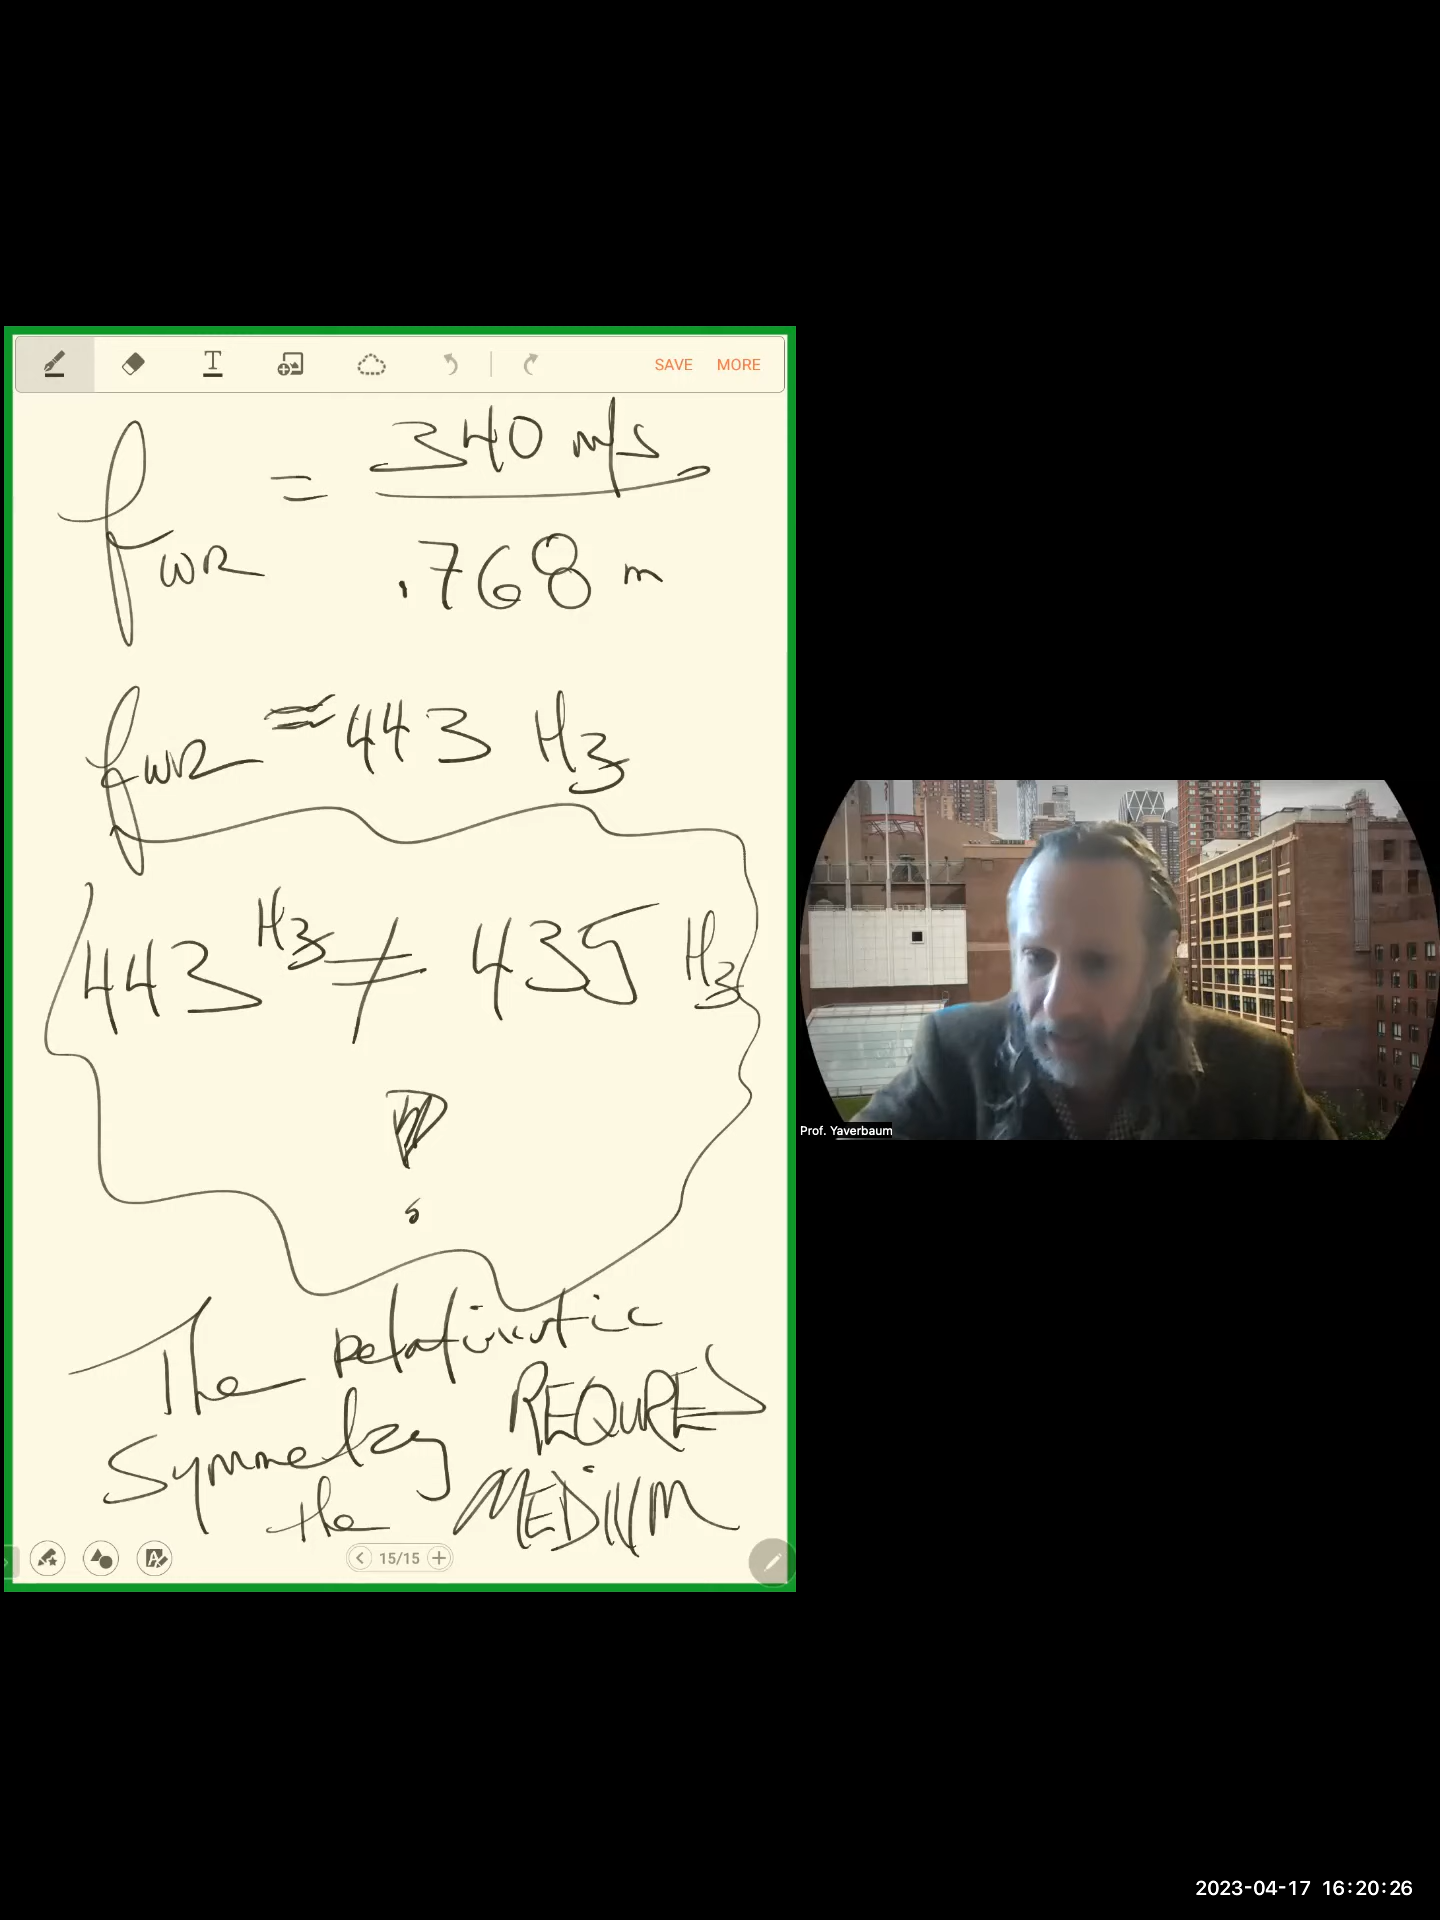 T
SAVE MORE
f_WR = 340 m/s
.768 m
f_WR ≈ 443 Hz
443 Hz ≠ 435 Hz
!
The relativistic
symmetry REQURES
the MEDIUM
15/15
Prof. Yaverbaum
2023-04-17 16:20:26